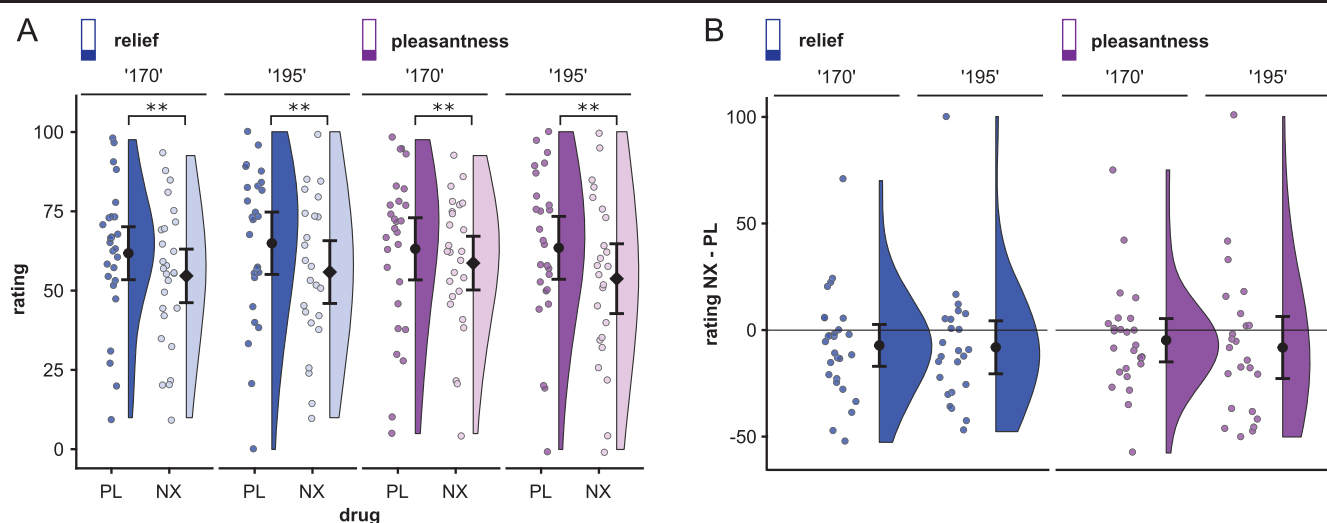 A
relief
pleasantness
'170'
'195'
'170'
'195'
**
**
**
**
rating
100
75
50
25
0
PL
NX
PL
NX
PL
NX
PL
NX
drug
B
relief
pleasantness
'170'
'195'
'170'
'195'
rating NX - PL
100
50
0
-50